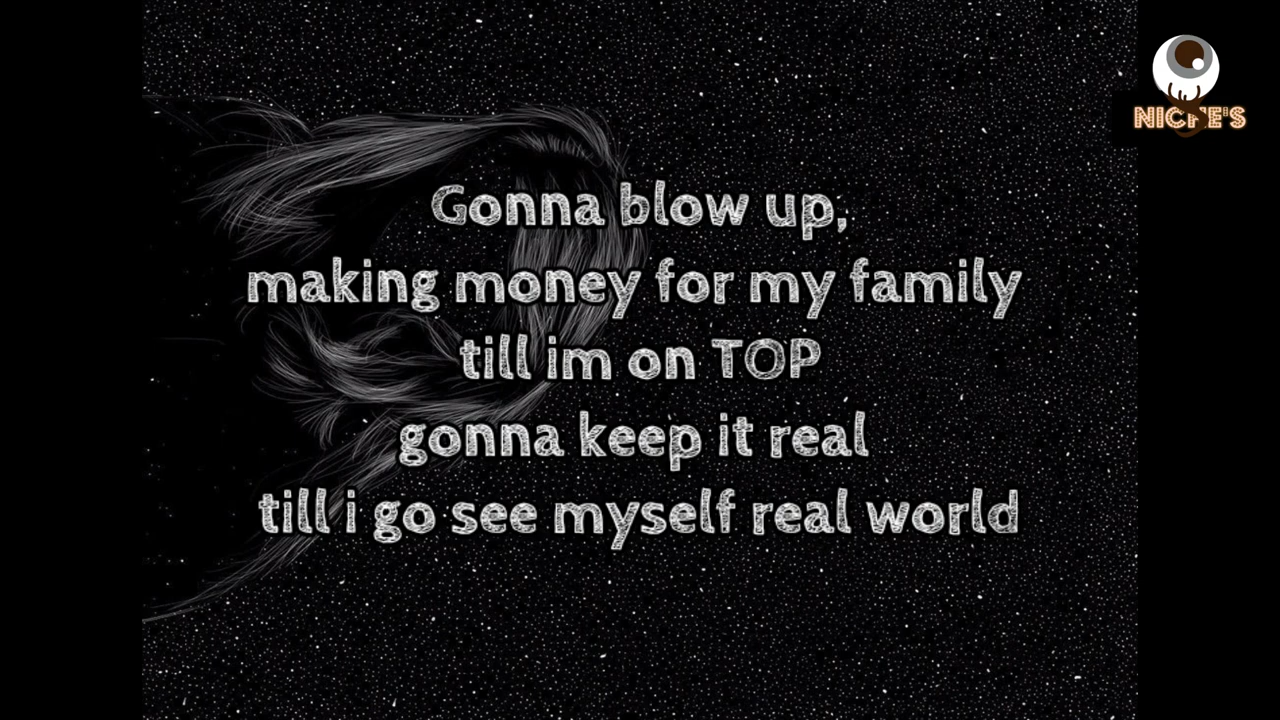 NICHE'S
Gonna blow up,
making money for my family
till im on TOP
gonna keep it real
till i go see myself real world